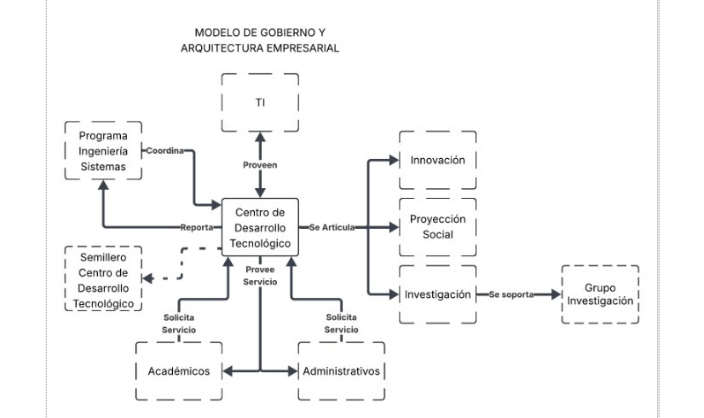 MODELO DE GOBIERNO Y
ARQUITECTURA EMPRESARIAL
TI
Programa
Ingeniería
Sistemas
Coordina
Proveen
Innovación
Centro de
Desarrollo
Tecnológico
Reporta
Se Artícula
Proyección
Social
Semillero
Centro de
Desarrollo
Tecnológico
Provee
Servicio
Investigación
Se soporta
Grupo
Investigación
Solicita
Servicio
Solicita
Servicio
Académicos
Administrativos